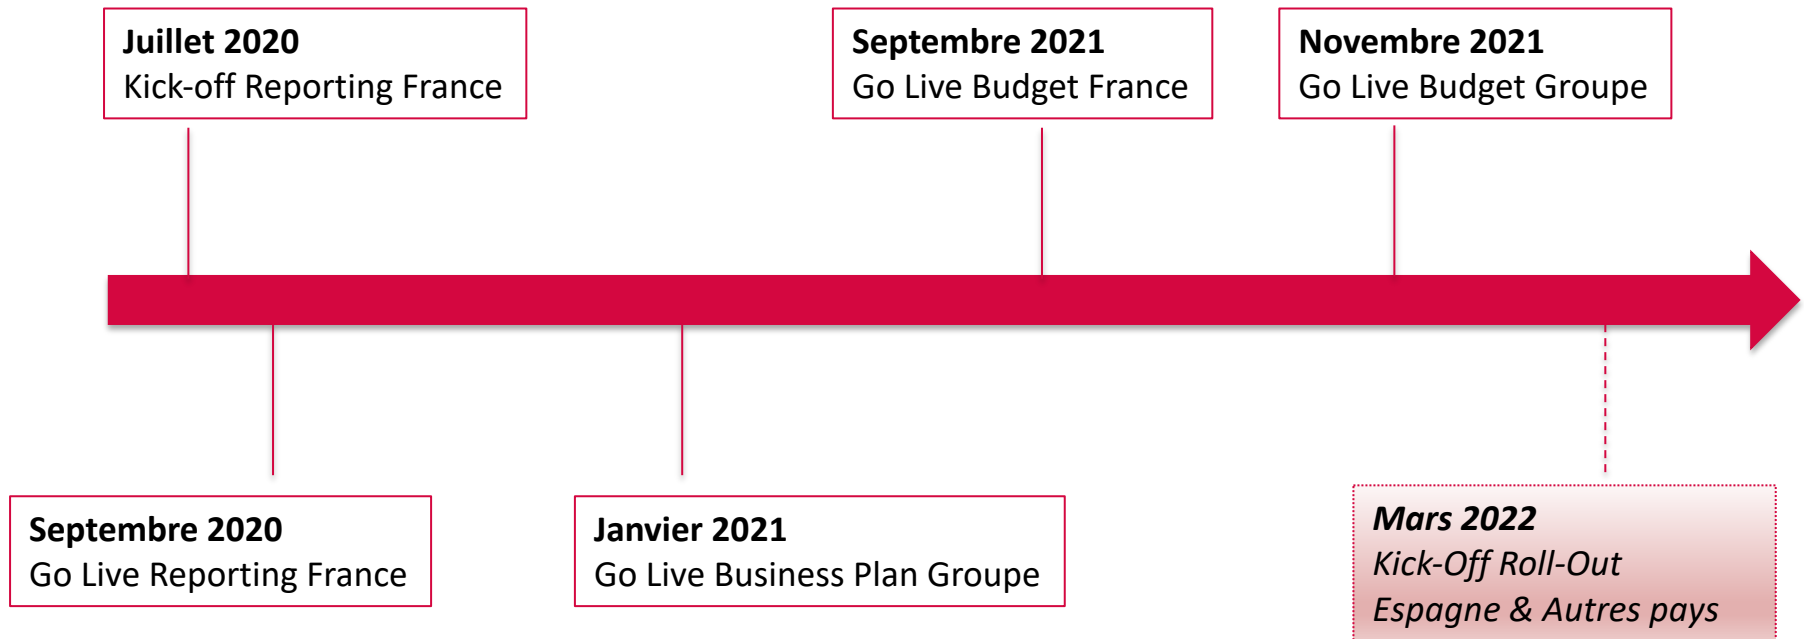 Juillet 2020
Kick-off Reporting France
Septembre 2021
Go Live Budget France
Novembre 2021
Go Live Budget Groupe
Septembre 2020
Go Live Reporting France
Janvier 2021
Go Live Business Plan Groupe
Mars 2022
Kick-Off Roll-Out
Espagne & Autres pays